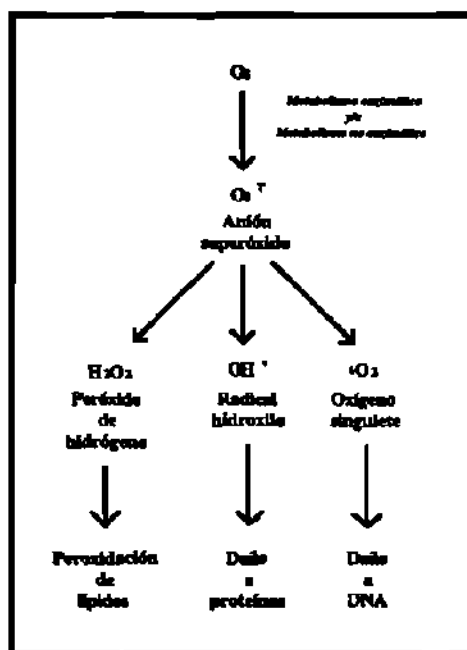 O₂
Metabolismo enzimático
y/o
Metabolismo no enzimático
O₂
Anión
superóxido
H₂O₂
Peróxido
de
hidrógeno
OH
Radical
hidroxilo
¹O₂
Oxígeno
singulete
Peroxidación
de
lípidos
Daño
a
proteínas
Daño
a
DNA